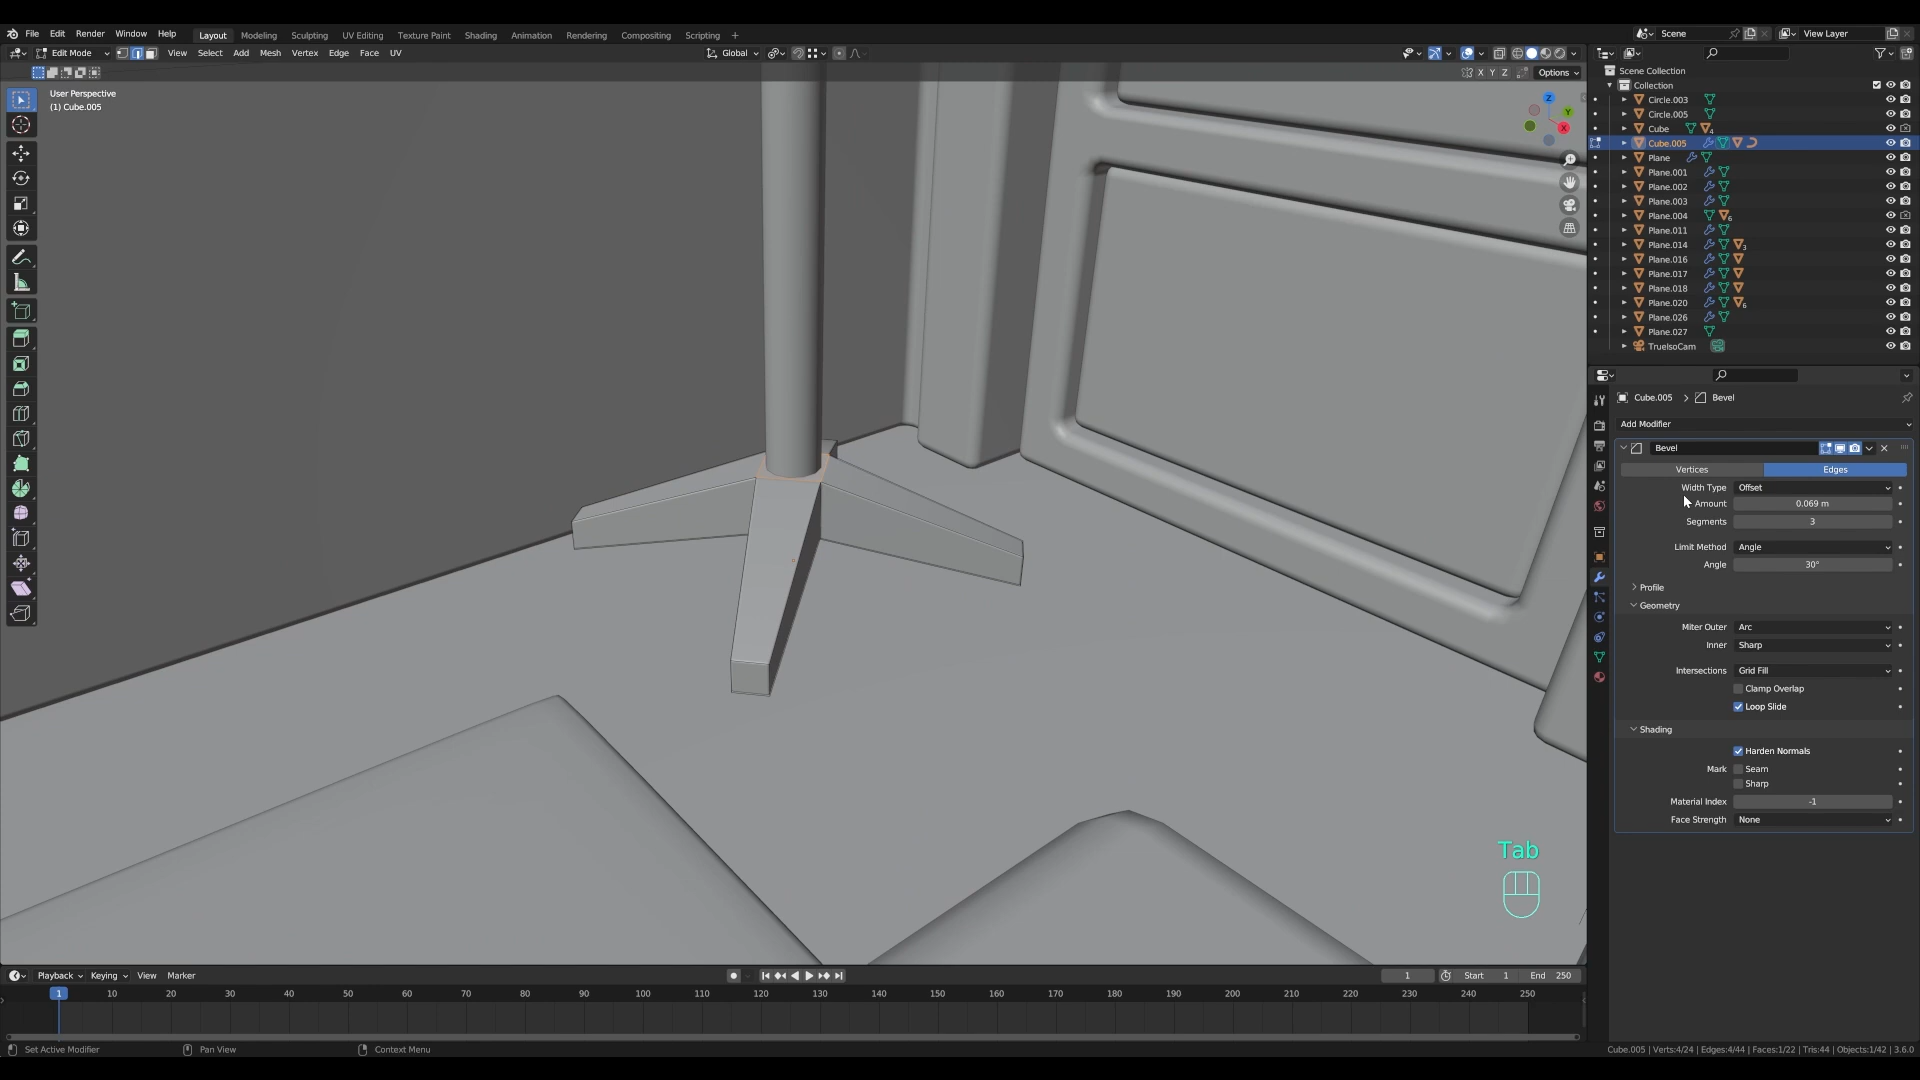 File Edit Render Window Help Layout Modeling Sculpting UV Editing Texture Paint Shading Animation Rendering Compositing Scripting + Scene View Layer
Edit Mode View Select Add Mesh Vertex Edge Face UV Global
X Y Z Options
User Perspective
(1) Cube.005
Z
Y
X
Scene Collection
Collection
Circle.003
Circle.005
Cube 4
Cube.005
Plane
Plane.001
Plane.002
Plane.003
Plane.004 6
Plane.011
Plane.014 3
Plane.016
Plane.017
Plane.018
Plane.020 6
Plane.026
Plane.027
TrueIsoCam
Cube.005 > Bevel
Add Modifier
Bevel
Vertices Edges
Width Type Offset
Amount 0.069 m
Segments 3
Limit Method Angle
Angle 30°
Profile
Geometry
Miter Outer Arc
Inner Sharp
Intersections Grid Fill
Clamp Overlap
Loop Slide
Shading
Harden Normals
Mark Seam
Sharp
Material Index -1
Face Strength None
Tab
Playback Keying View Marker 1 Start 1 End 250
1 10 20 30 40 50 60 70 80 90 100 110 120 130 140 150 160 170 180 190 200 210 220 230 240 250
Set Active Modifier Pan View Context Menu Cube.005 | Verts:4/24 | Edges:4/44 | Faces:1/22 | Tris:44 | Objects:1/42 | 3.6.0